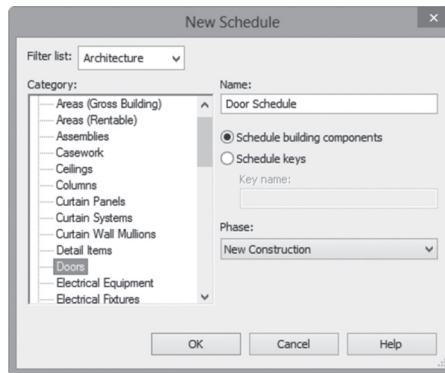 New Schedule
Filter list: Architecture
Category:
Areas (Gross Building)
Areas (Rentable)
Assemblies
Casework
Ceilings
Columns
Curtain Panels
Curtain Systems
Curtain Wall Mullions
Detail Items
Doors
Electrical Equipment
Electrical Fixtures
Name:
Door Schedule
Schedule building components
Schedule keys
Key name:
Phase:
New Construction
OK Cancel Help